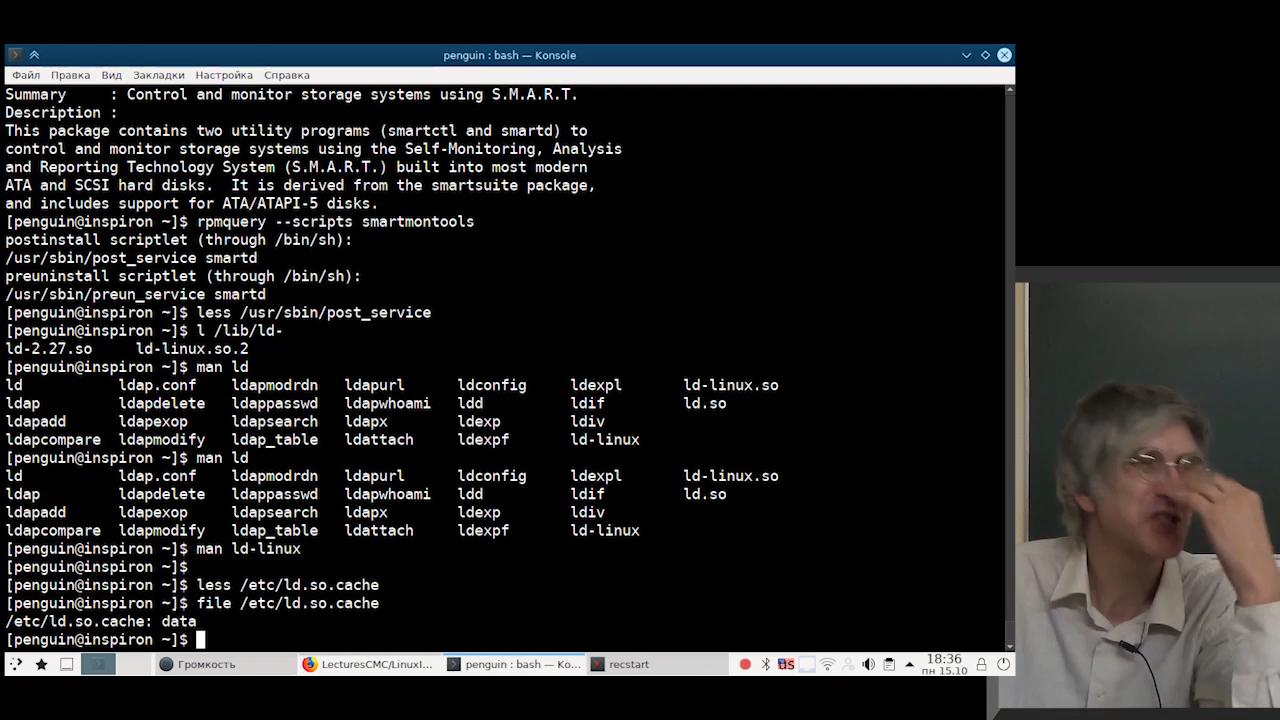 penguin : bash — Konsole
Файл Правка Вид Закладки Настройка Справка
Summary     : Control and monitor storage systems using S.M.A.R.T.
Description :
This package contains two utility programs (smartctl and smartd) to
control and monitor storage systems using the Self-Monitoring, Analysis
and Reporting Technology System (S.M.A.R.T.) built into most modern
ATA and SCSI hard disks.  It is derived from the smartsuite package,
and includes support for ATA/ATAPI-5 disks.
[penguin@inspiron ~]$ rpmquery --scripts smartmontools
postinstall scriptlet (through /bin/sh):
/usr/sbin/post_service smartd
preuninstall scriptlet (through /bin/sh):
/usr/sbin/preun_service smartd
[penguin@inspiron ~]$ less /usr/sbin/post_service
[penguin@inspiron ~]$ l /lib/ld-
ld-2.27.so     ld-linux.so.2
[penguin@inspiron ~]$ man ld
ld           ldap.conf    ldapmodrdn   ldapurl      ldconfig     ldexpl       ld-linux.so
ldap         ldapdelete   ldappasswd   ldapwhoami   ldd          ldif         ld.so
ldapadd      ldapexop     ldapsearch   ldapx        ldexp        ldiv
ldapcompare  ldapmodify   ldap_table   ldattach     ldexpf       ld-linux
[penguin@inspiron ~]$ man ld
ld           ldap.conf    ldapmodrdn   ldapurl      ldconfig     ldexpl       ld-linux.so
ldap         ldapdelete   ldappasswd   ldapwhoami   ldd          ldif         ld.so
ldapadd      ldapexop     ldapsearch   ldapx        ldexp        ldiv
ldapcompare  ldapmodify   ldap_table   ldattach     ldexpf       ld-linux
[penguin@inspiron ~]$ man ld-linux
[penguin@inspiron ~]$
[penguin@inspiron ~]$ less /etc/ld.so.cache
[penguin@inspiron ~]$ file /etc/ld.so.cache
/etc/ld.so.cache: data
[penguin@inspiron ~]$
Громкость LecturesCMC/LinuxI... penguin : bash — Ko... recstart us 18:36
пн 15.10